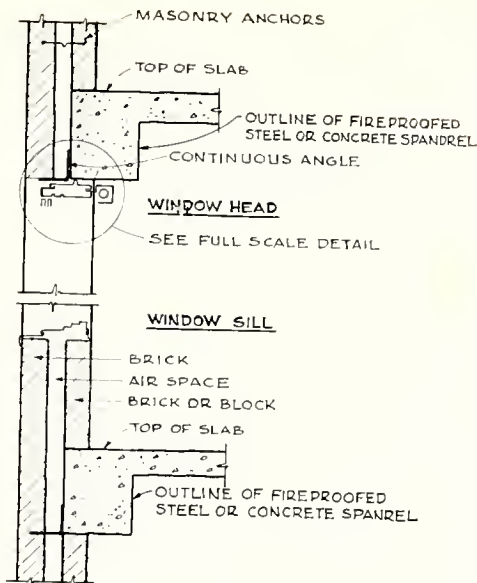 MASONRY ANCHORS
TOP OF SLAB
OUTLINE OF FIREPROOFED
STEEL OR CONCRETE SPANDREL
CONTINUOUS ANGLE
WINDOW HEAD
SEE FULL SCALE DETAIL
WINDOW SILL
BRICK
AIR SPACE
BRICK OR BLOCK
TOP OF SLAB
OUTLINE OF FIREPROOFED
STEEL OR CONCRETE SPANREL